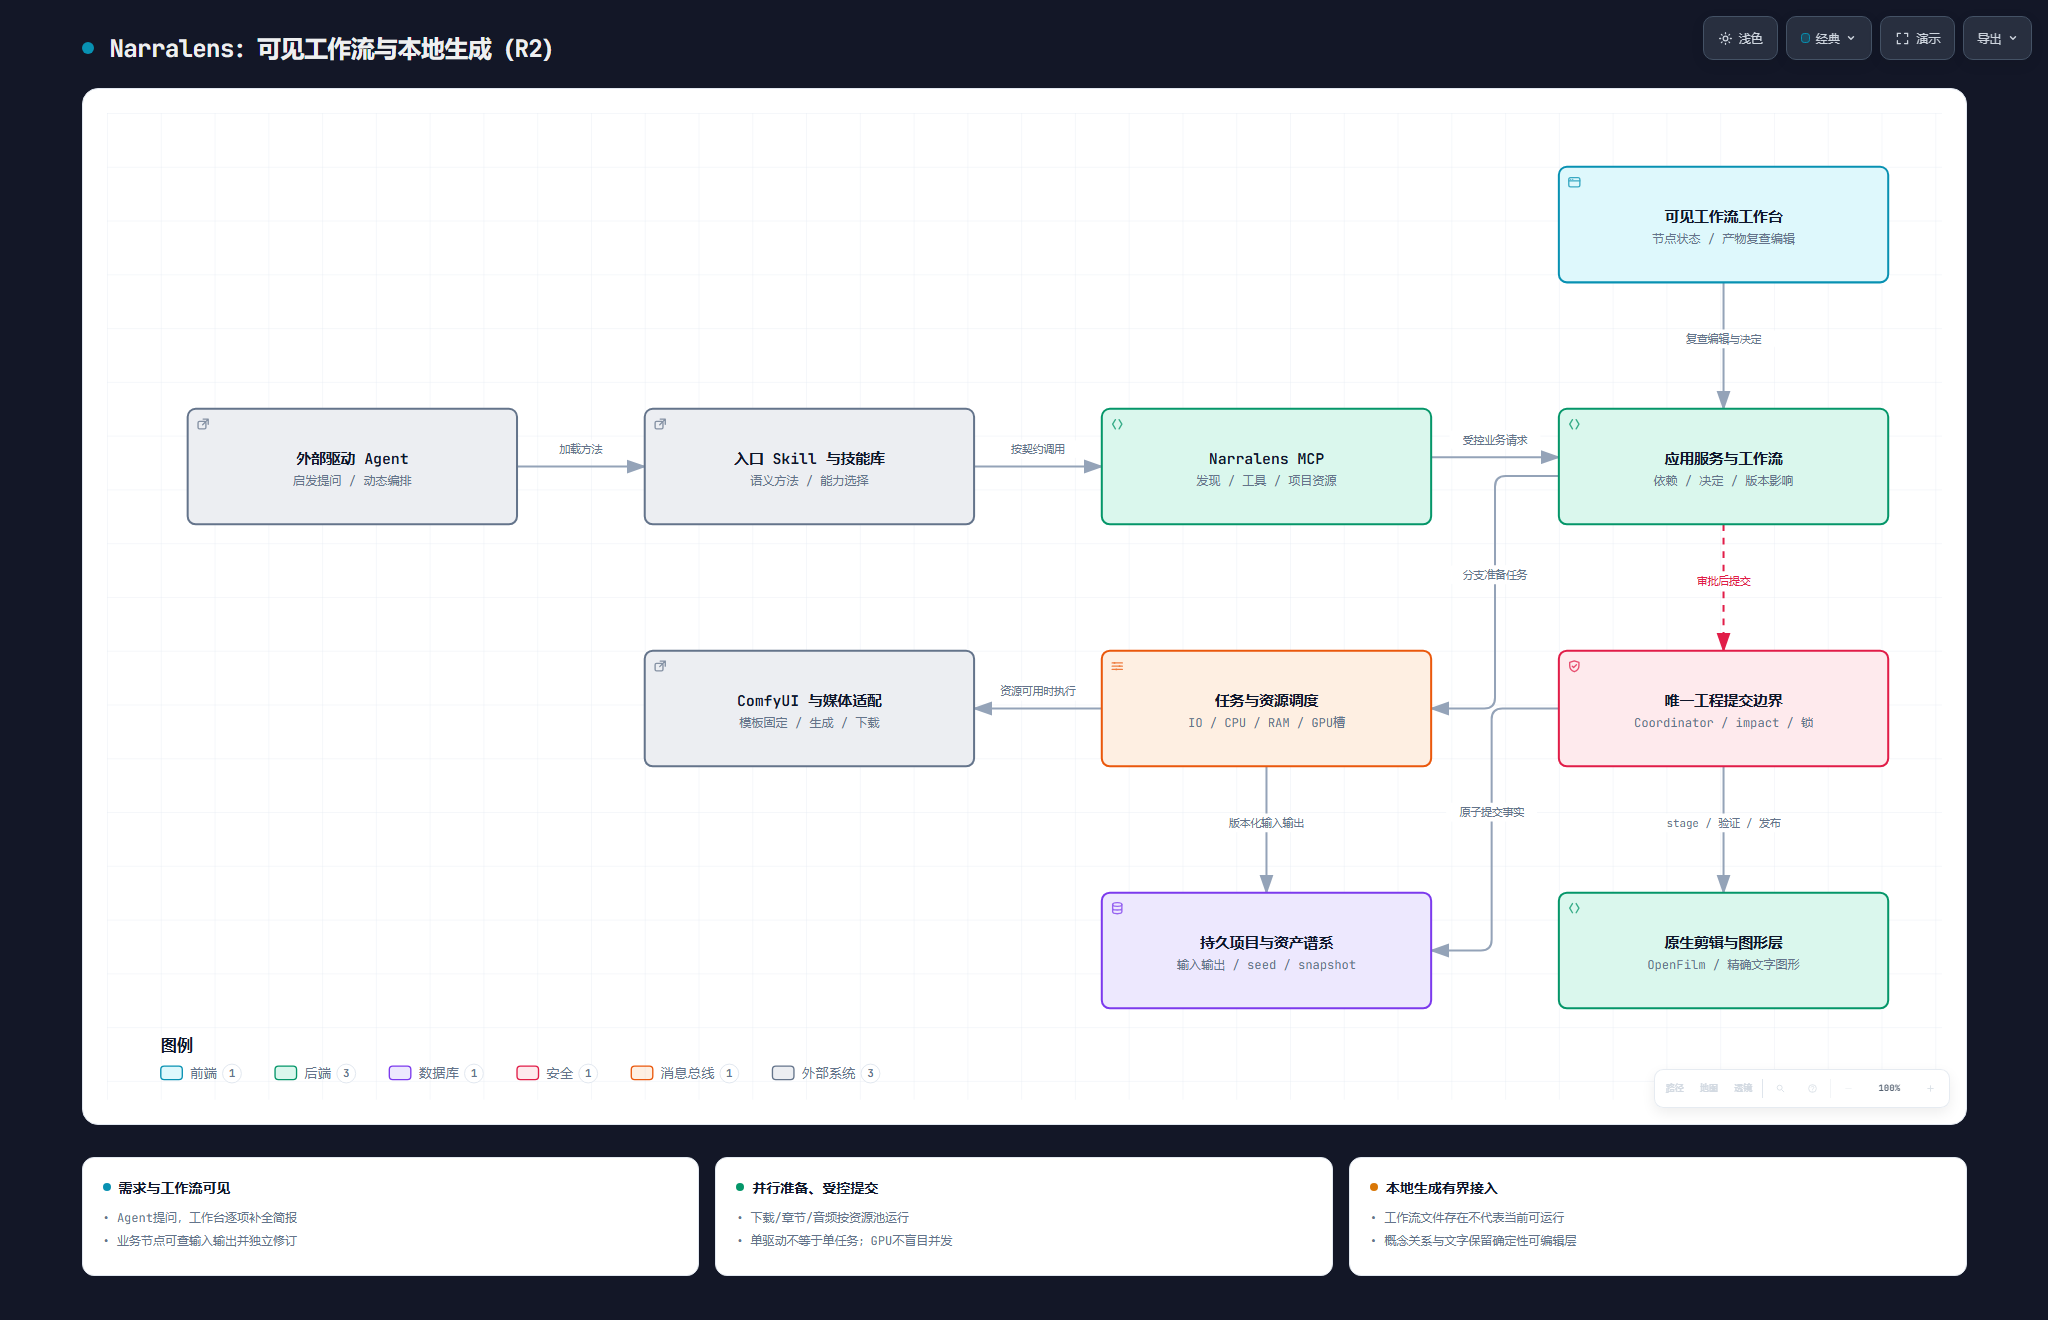 Narralens: 可见工作流与本地生成 (R2)
浅色
经典
演示
导出
可见工作流工作台
节点状态 / 产物复查编辑
复查编辑与决定
外部驱动 Agent
启发提问 / 动态编排
加载方法
入口 Skill 与技能库
语义方法 / 能力选择
按契约调用
Narralens MCP
发现 / 工具 / 项目资源
受控业务请求
应用服务与工作流
依赖 / 决定 / 版本影响
分支准备任务
审批后提交
ComfyUI 与媒体适配
模板固定 / 生成 / 下载
资源可用时执行
任务与资源调度
IO / CPU / RAM / GPU槽
唯一工程提交边界
Coordinator / impact / 锁
版本化输入输出
原子提交事实
stage / 验证 / 发布
持久项目与资产谱系
输入输出 / seed / snapshot
原生剪辑与图形层
OpenFilm / 精确文字图形
图例
前端 1
后端 3
数据库 1
安全 1
消息总线 1
外部系统 3
路径
100%
需求与工作流可见
• Agent提问，工作台逐项补全简报
• 业务节点可查输入输出并独立修订
并行准备、受控提交
• 下载/章节/音频按资源池运行
• 单驱动不等于单任务；GPU不盲目并发
本地生成有界接入
• 工作流文件存在不代表当前可运行
• 概念关系与文字保留确定性可编辑层